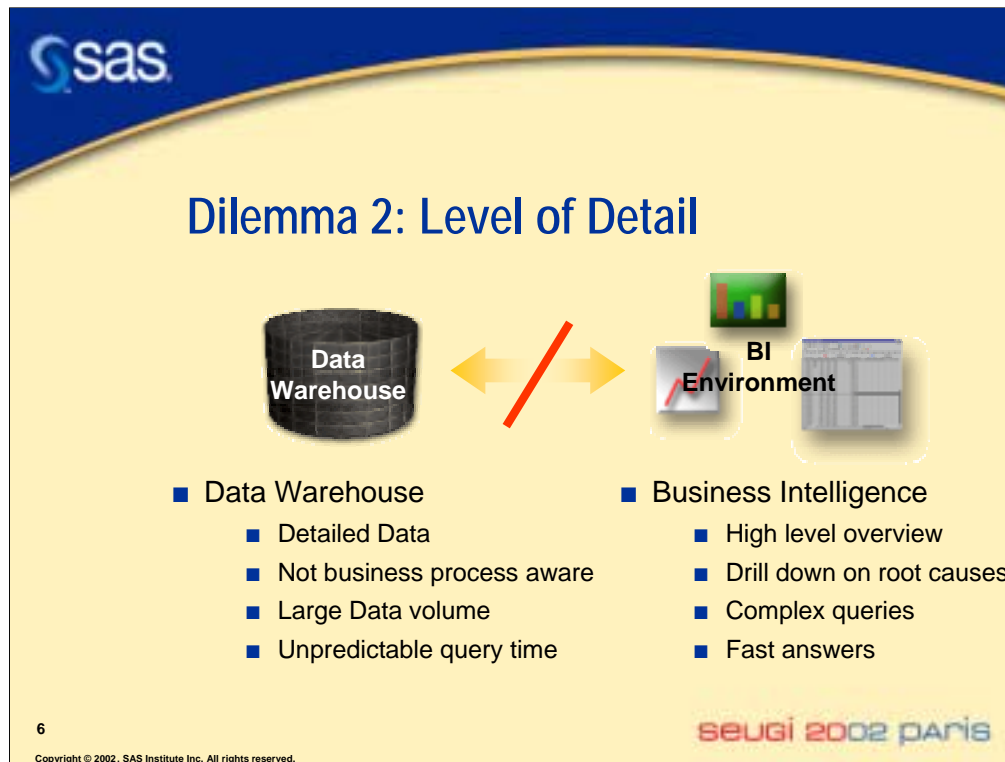 sas.
Dilemma 2: Level of Detail
Data
Warehouse
BI
Environment
■ Data Warehouse
■ Detailed Data
■ Not business process aware
■ Large Data volume
■ Unpredictable query time
■ Business Intelligence
■ High level overview
■ Drill down on root causes
■ Complex queries
■ Fast answers
6
seugi 2002 paris
Copyright © 2002, SAS Institute Inc. All rights reserved.